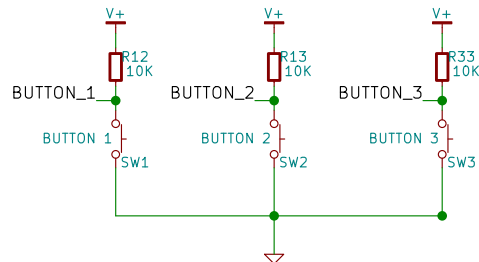 V+ V+ V+
R12 R13 R33
10K 10K 10K
BUTTON_1 BUTTON_2 BUTTON_3
BUTTON 1 BUTTON 2 BUTTON 3
SW1 SW2 SW3